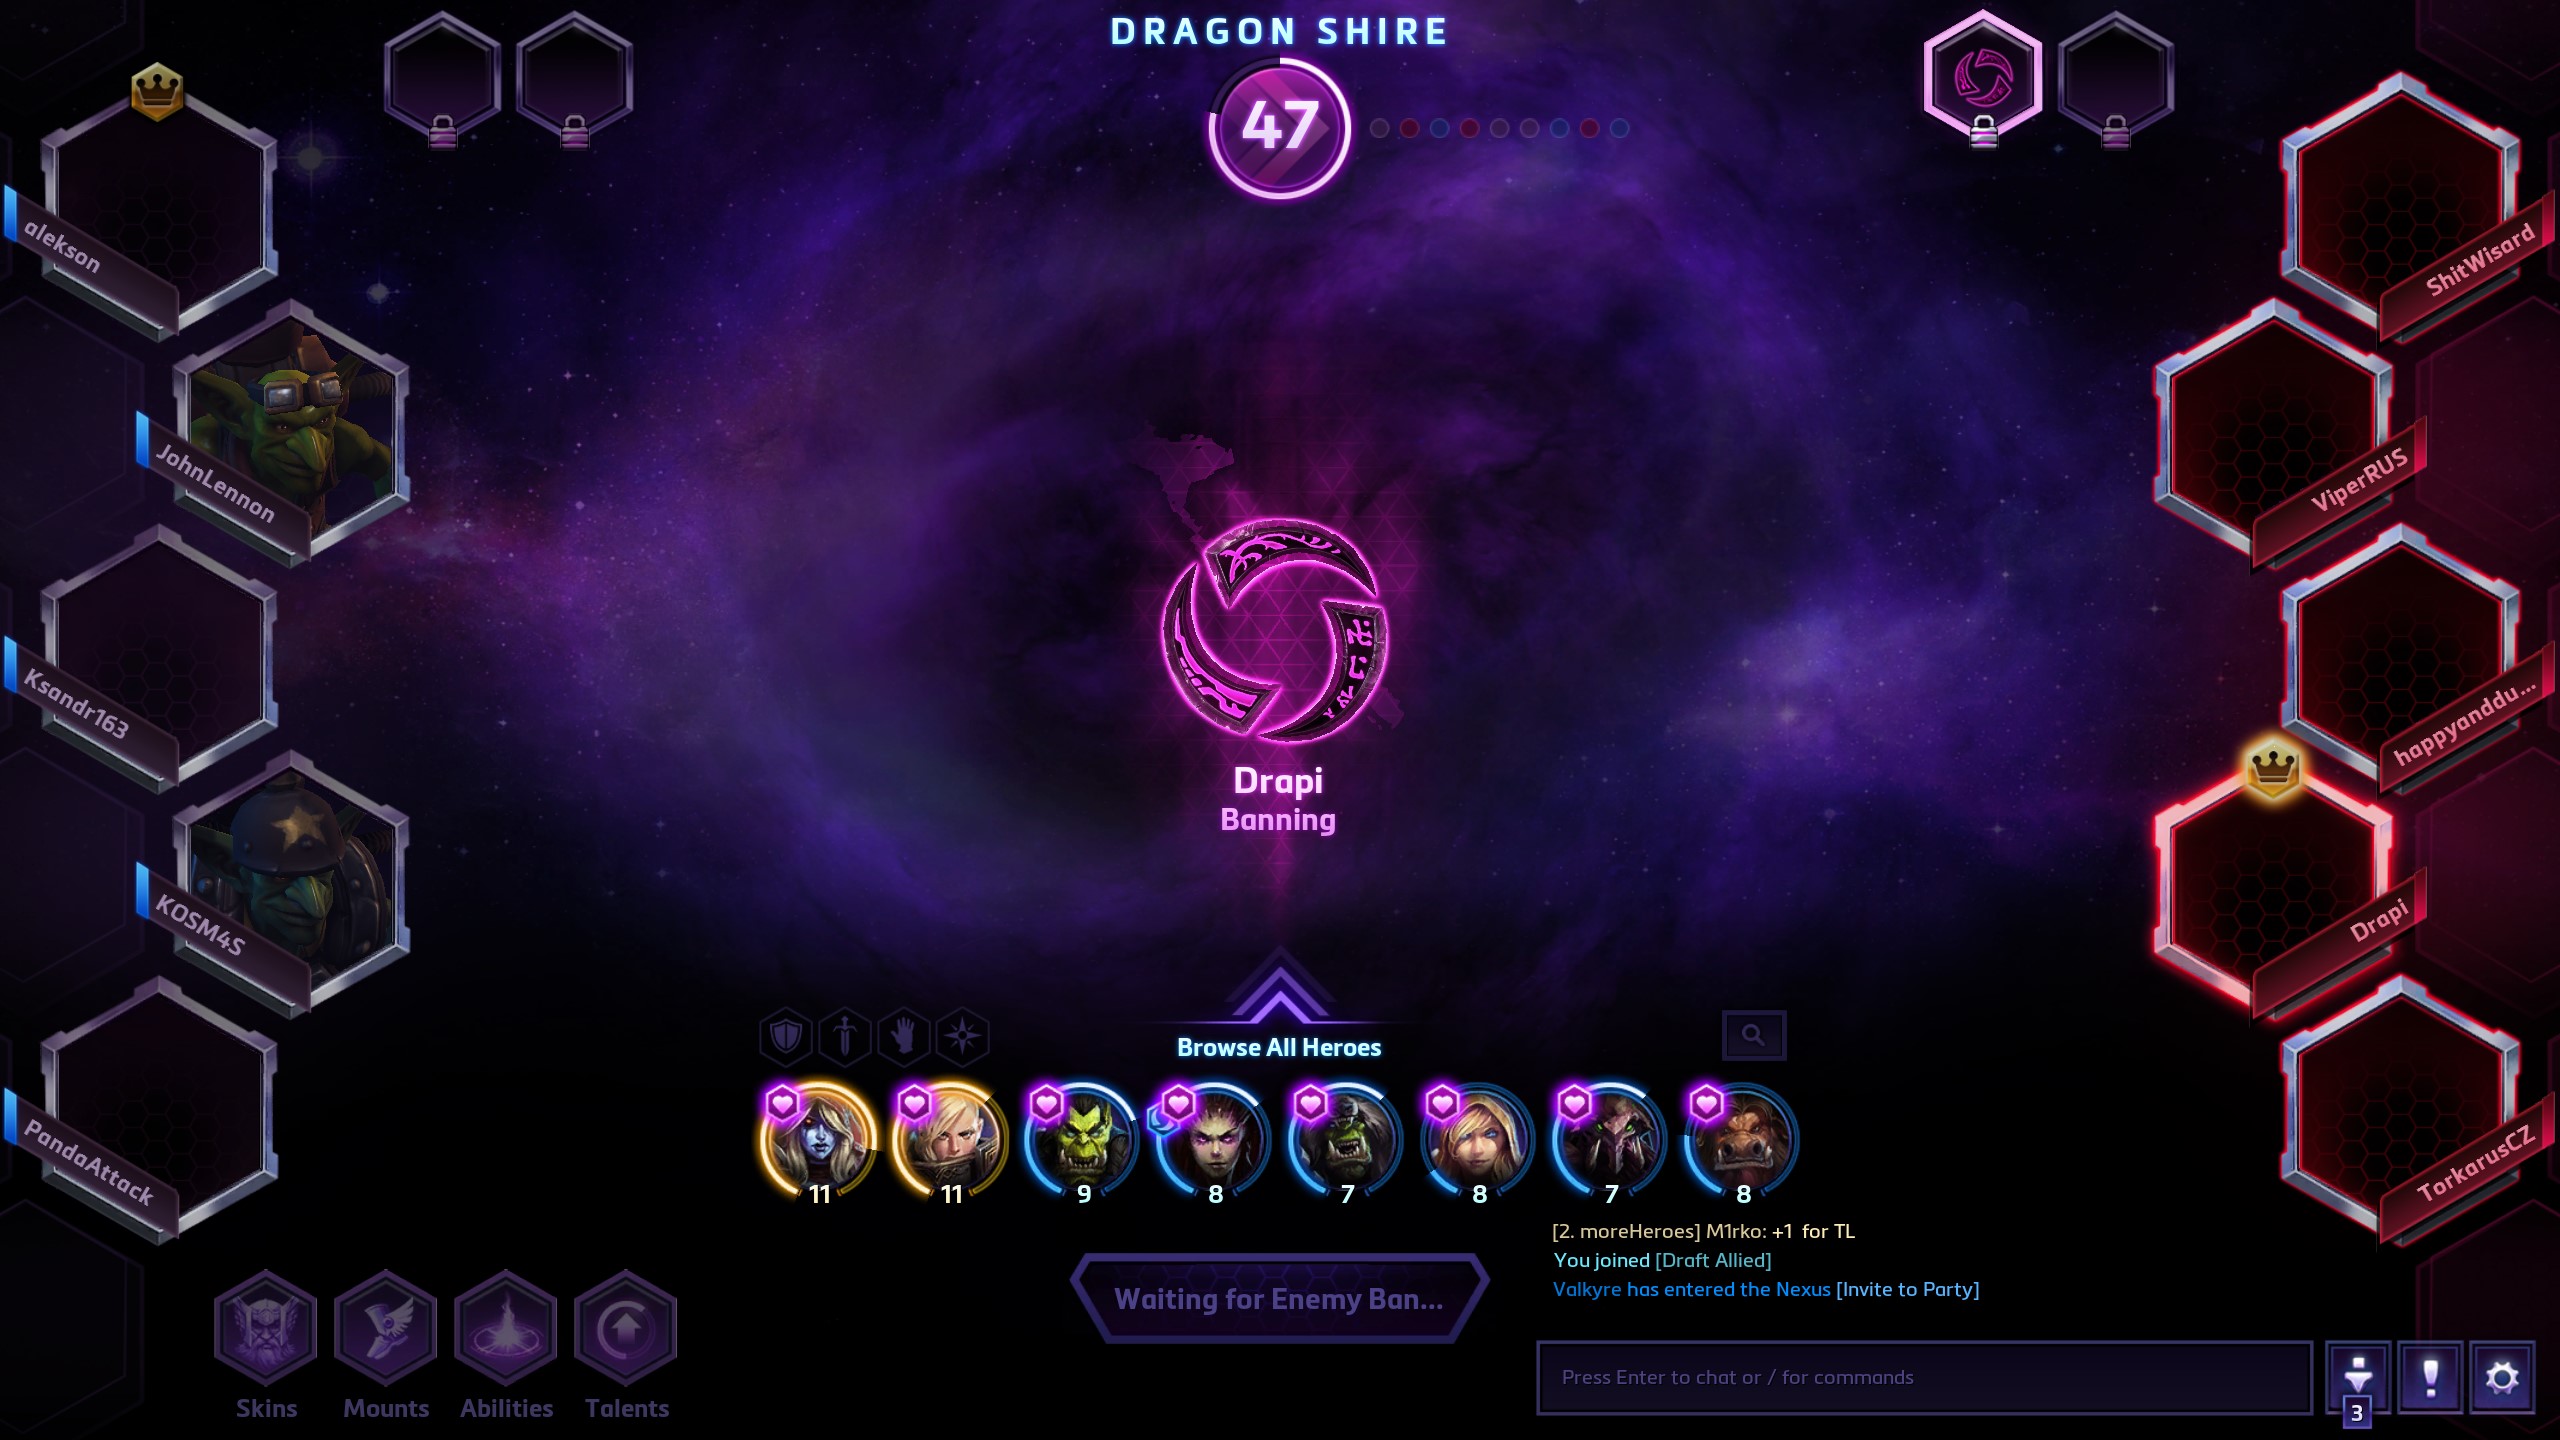 DRAGON SHIRE
47
alekson
JohnLennon
Ksandr163
KOSM4S
PandaAttack
ShitWisard
ViperRUS
happyanddu...
Drapi
TorkarusCZ
Drapi
Banning
Browse All Heroes
11
11
9
8
7
8
7
8
[2. moreHeroes] M1rko: +1 for TL
You joined [Draft Allied]
Valkyre has entered the Nexus [Invite to Party]
Waiting for Enemy Ban...
Press Enter to chat or / for commands
3
Skins
Mounts
Abilities
Talents